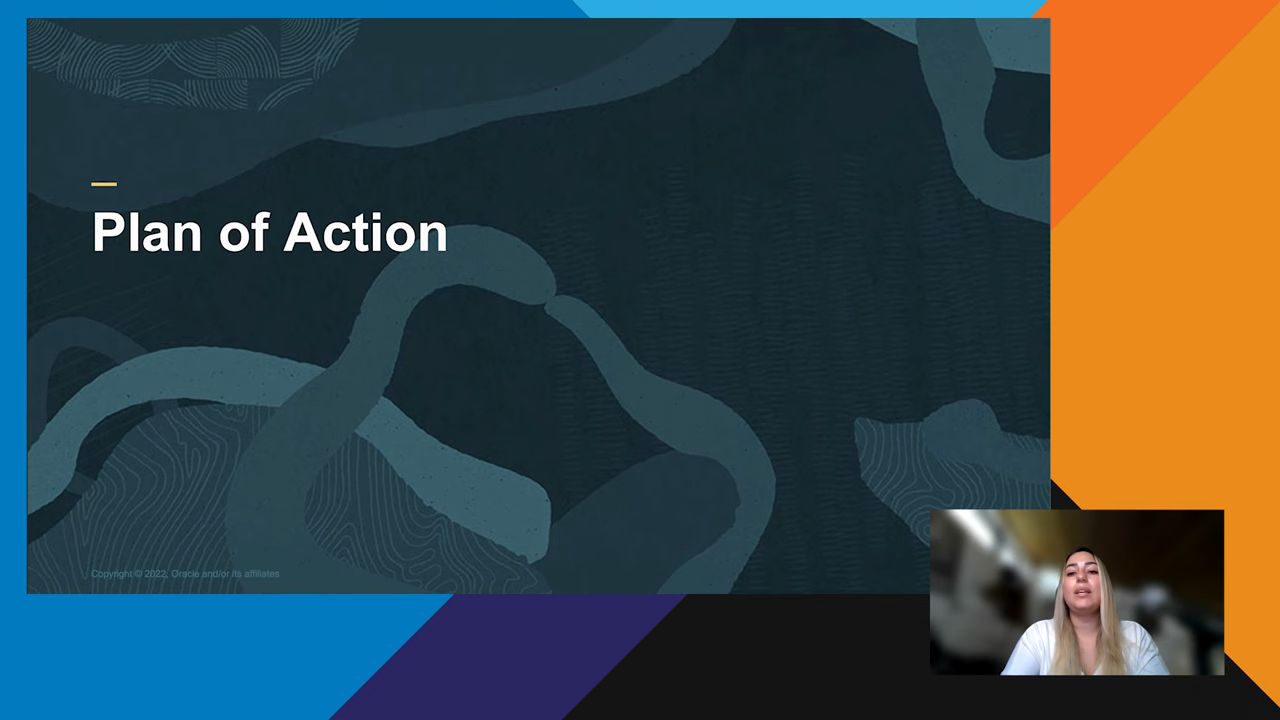 Plan of Action
Copyright © 2022, Oracle and/or its affiliates